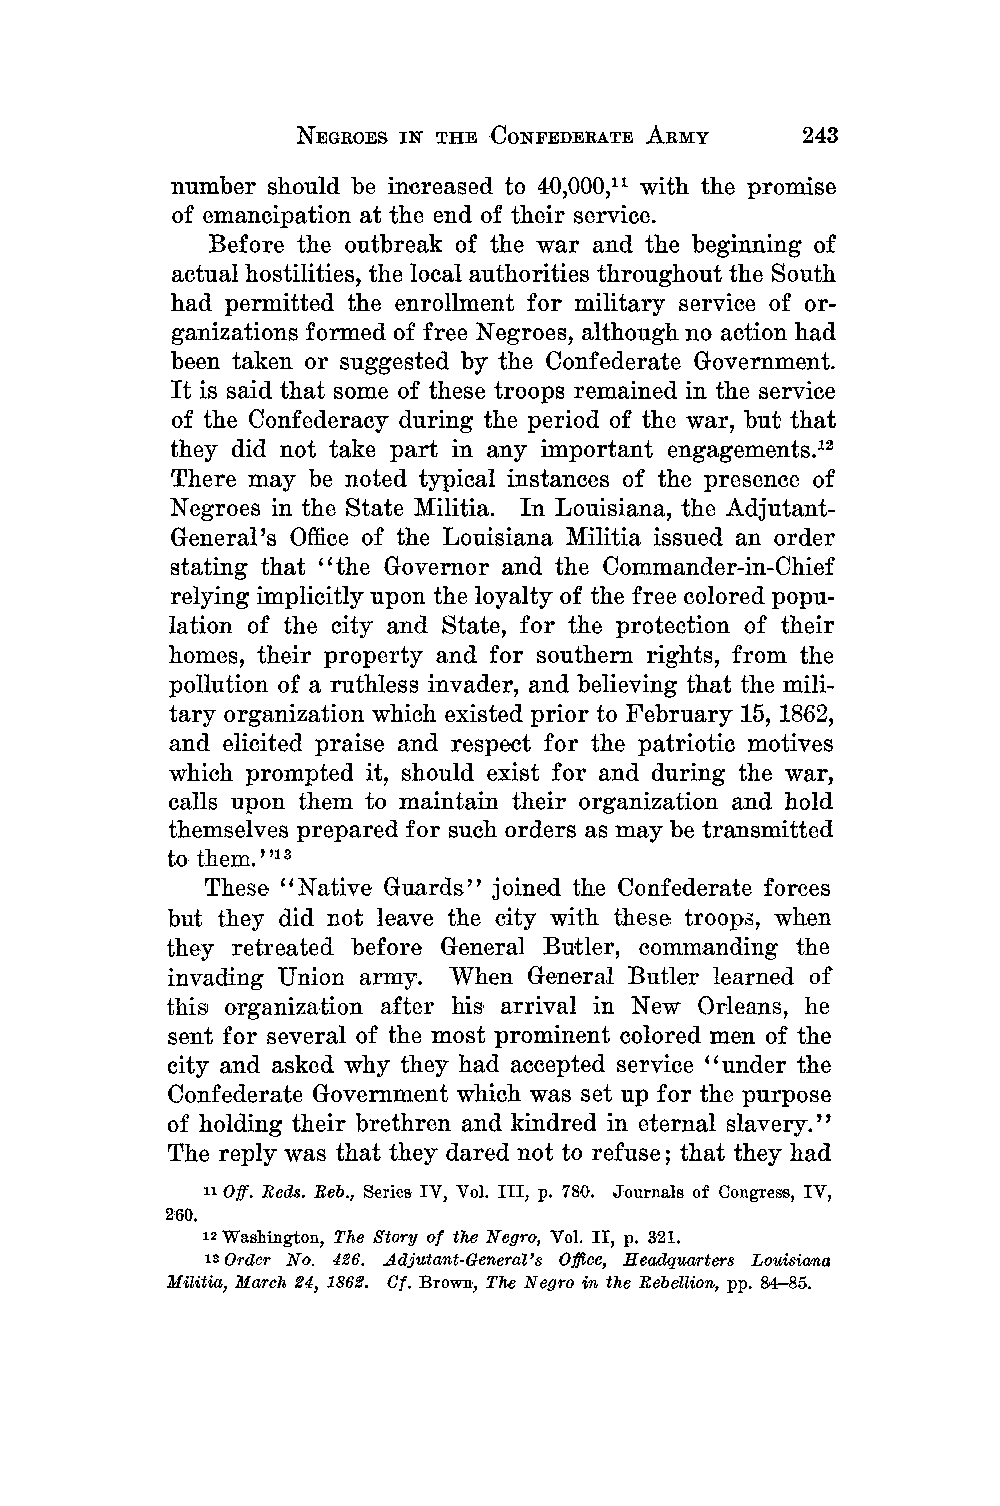 NEGROES IN THE CONFEDERATE ARMY 243
number should be increased to 40,000,¹¹ with the promise
of emancipation at the end of their service.
Before the outbreak of the war and the beginning of
actual hostilities, the local authorities throughout the South
had permitted the enrollment for military service of or-
ganizations formed of free Negroes, although no action had
been taken or suggested by the Confederate Government.
It is said that some of these troops remained in the service
of the Confederacy during the period of the war, but that
they did not take part in any important engagements.¹²
There may be noted typical instances of the presence of
Negroes in the State Militia. In Louisiana, the Adjutant-
General's Office of the Louisiana Militia issued an order
stating that "the Governor and the Commander-in-Chief
relying implicitly upon the loyalty of the free colored popu-
lation of the city and State, for the protection of their
homes, their property and for southern rights, from the
pollution of a ruthless invader, and believing that the mili-
tary organization which existed prior to February 15, 1862,
and elicited praise and respect for the patriotic motives
which prompted it, should exist for and during the war,
calls upon them to maintain their organization and hold
themselves prepared for such orders as may be transmitted
to them."¹³
These "Native Guards" joined the Confederate forces
but they did not leave the city with these troops, when
they retreated before General Butler, commanding the
invading Union army. When General Butler learned of
this organization after his arrival in New Orleans, he
sent for several of the most prominent colored men of the
city and asked why they had accepted service "under the
Confederate Government which was set up for the purpose
of holding their brethren and kindred in eternal slavery."
The reply was that they dared not to refuse; that they had
¹¹ Off. Reds. Reb., Series IV, Vol. III, p. 780. Journals of Congress, IV,
260.
¹² Washington, The Story of the Negro, Vol. II, p. 321.
¹³ Order No. 426. Adjutant-General's Office, Headquarters Louisiana
Militia, March 24, 1862. Cf. Brown, The Negro in the Rebellion, pp. 84–85.